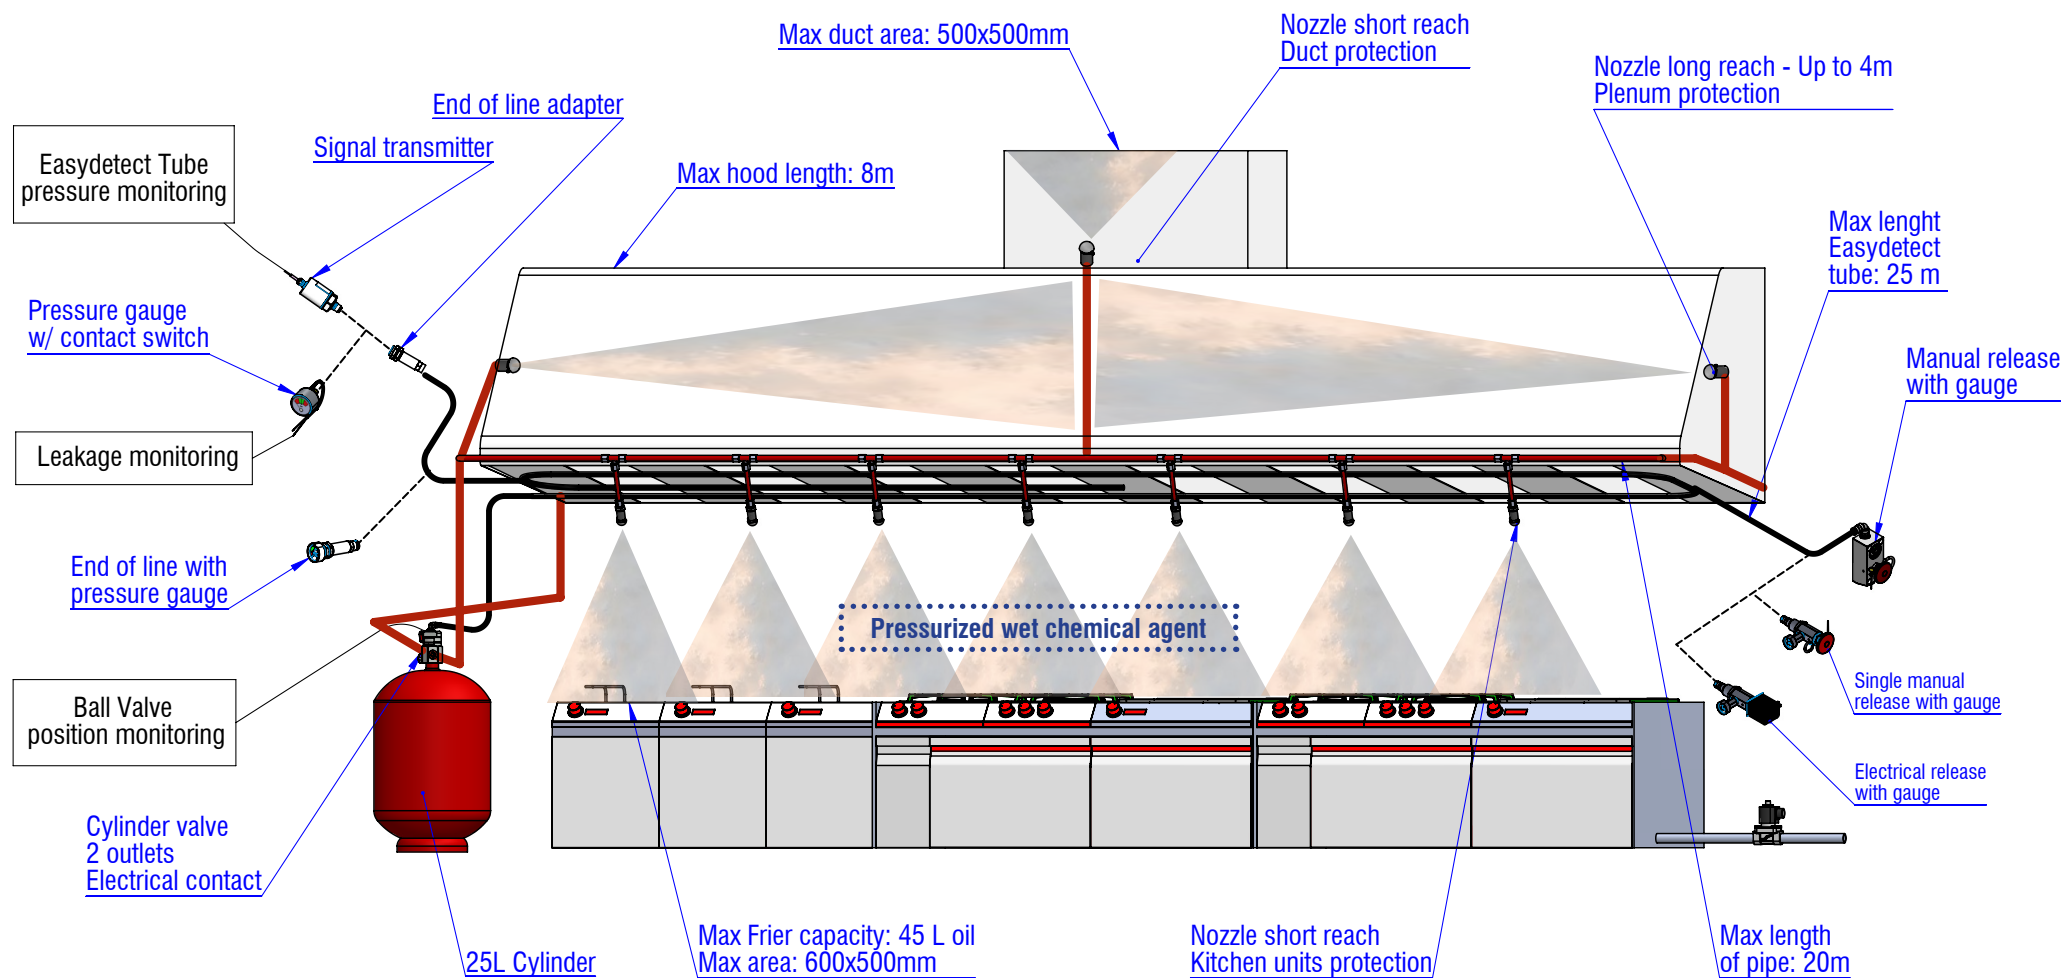 Max duct area: 500x500mm
Nozzle short reach
Duct protection
Nozzle long reach - Up to 4m
Plenum protection
End of line adapter
Signal transmitter
Easydetect Tube
pressure monitoring
Max hood length: 8m
Max lenght
Easydetect
tube: 25 m
Pressure gauge
w/ contact switch
Manual release
with gauge
Leakage monitoring
End of line with
pressure gauge
Pressurized wet chemical agent
Ball Valve
position monitoring
Single manual
release with gauge
Electrical release
with gauge
Cylinder valve
2 outlets
Electrical contact
25L Cylinder
Max Frier capacity: 45 L oil
Max area: 600x500mm
Nozzle short reach
Kitchen units protection
Max length
of pipe: 20m